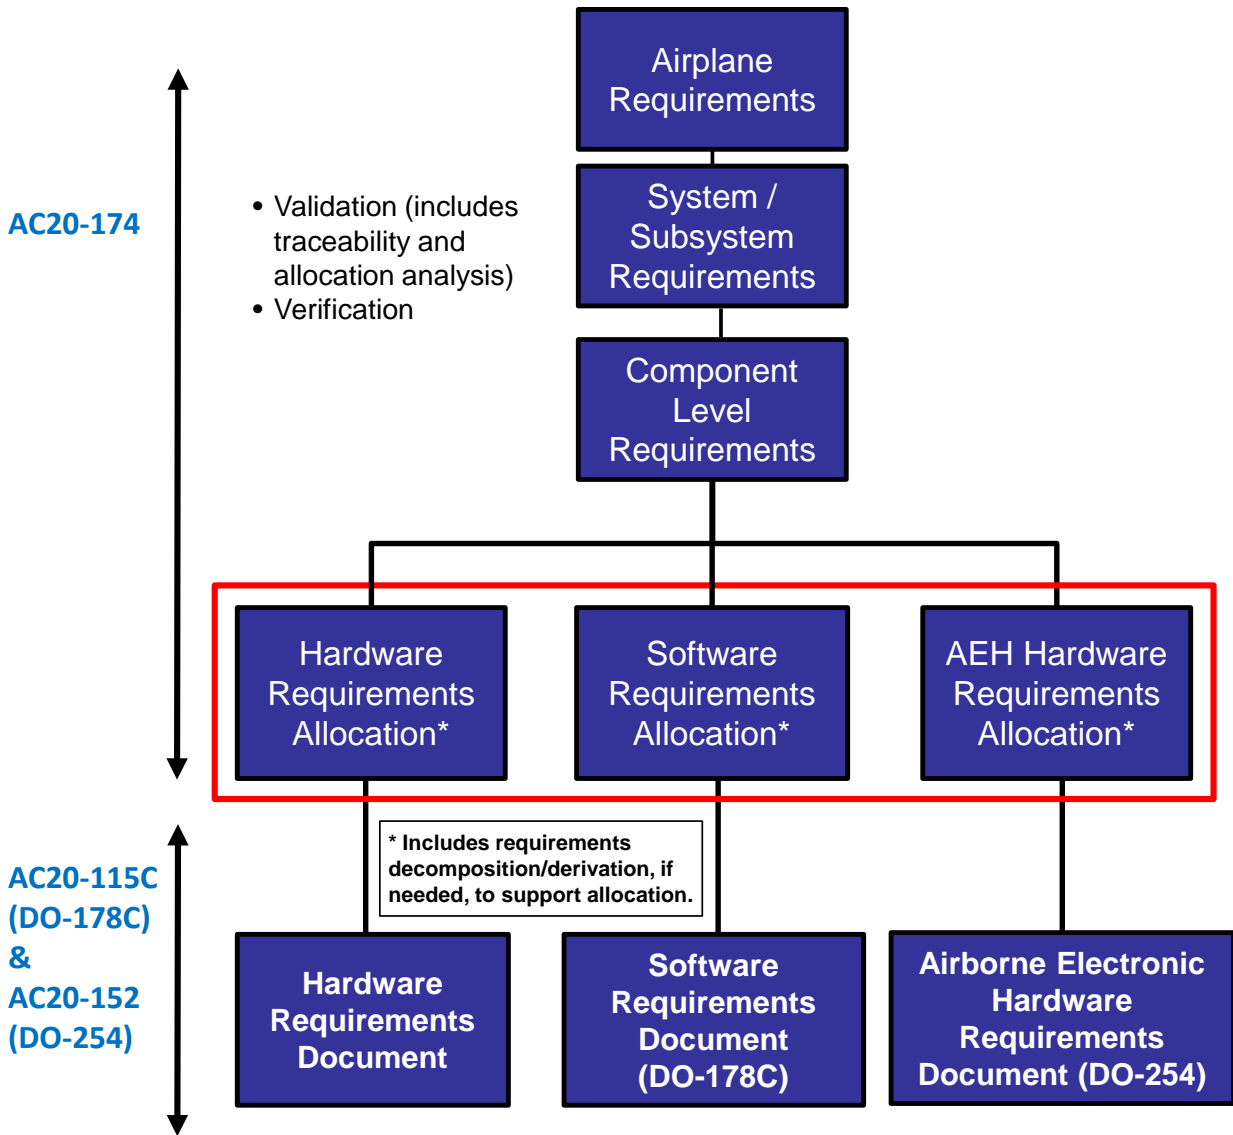 Airplane
Requirements
AC20-174
• Validation (includes
traceability and
allocation analysis)
• Verification
System /
Subsystem
Requirements
Component
Level
Requirements
Hardware
Requirements
Allocation*
Software
Requirements
Allocation*
AEH Hardware
Requirements
Allocation*
* Includes requirements
decomposition/derivation, if
needed, to support allocation.
AC20-115C
(DO-178C)
&
AC20-152
(DO-254)
Hardware
Requirements
Document
Software
Requirements
Document
(DO-178C)
Airborne Electronic
Hardware
Requirements
Document (DO-254)